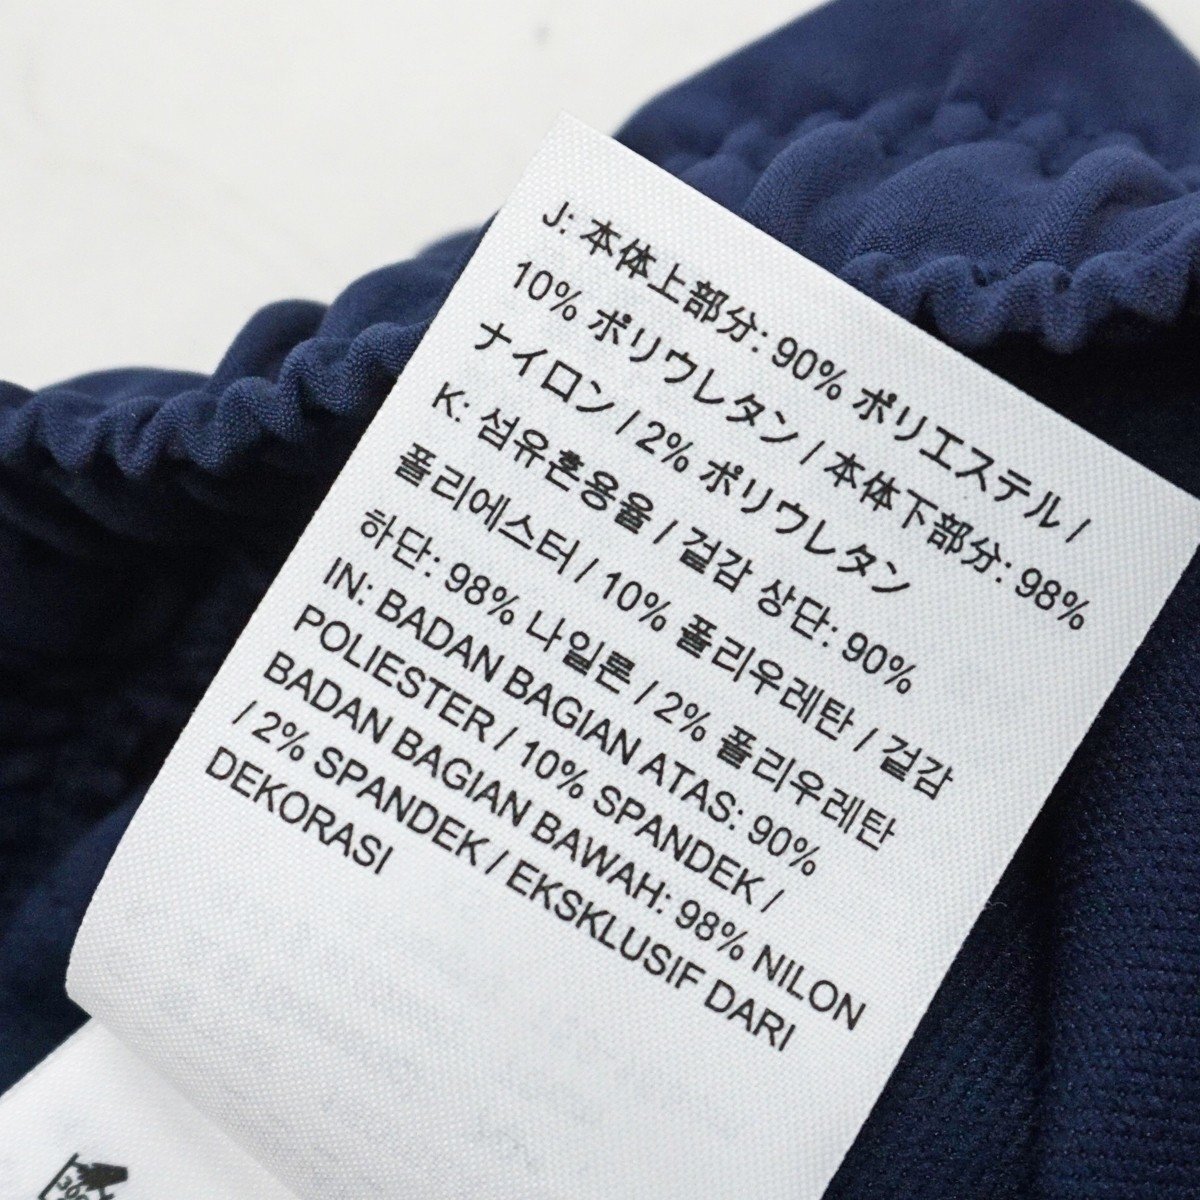 J: 本体上部分: 90% ポリエステル /
10% ポリウレタン / 本体下部分: 98%
ナイロン / 2% ポリウレタン
K: 섬유혼용율 / 겉감 상단: 90%
폴리에스터 / 10% 폴리우레탄 / 겉감
하단: 98% 나일론 / 2% 폴리우레탄
IN: BADAN BAGIAN ATAS: 90%
POLIESTER / 10% SPANDEK /
BADAN BAGIAN BAWAH: 98% NILON
/ 2% SPANDEK / EKSKLUSIF DARI
DEKORASI